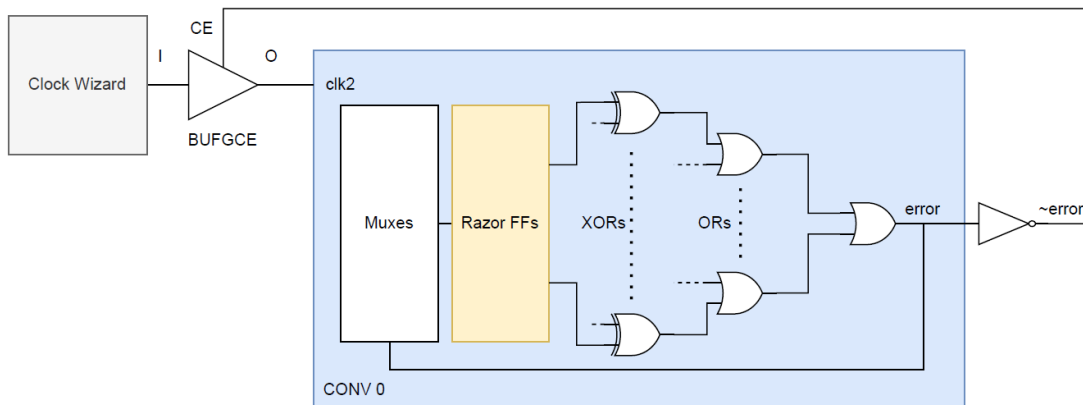 CE
I
O
Clock Wizard
clk2
BUFGCE
Muxes
Razor FFs
XORs
ORs
error
~error
CONV 0